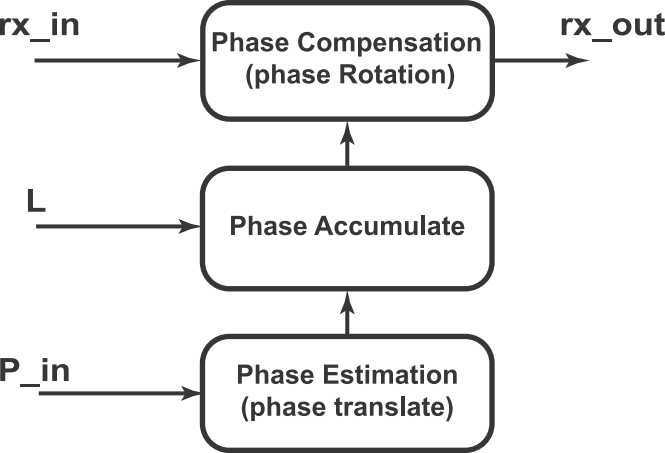 rx_in
Phase Compensation
(phase Rotation)
rx_out
L
Phase Accumulate
P_in
Phase Estimation
(phase translate)